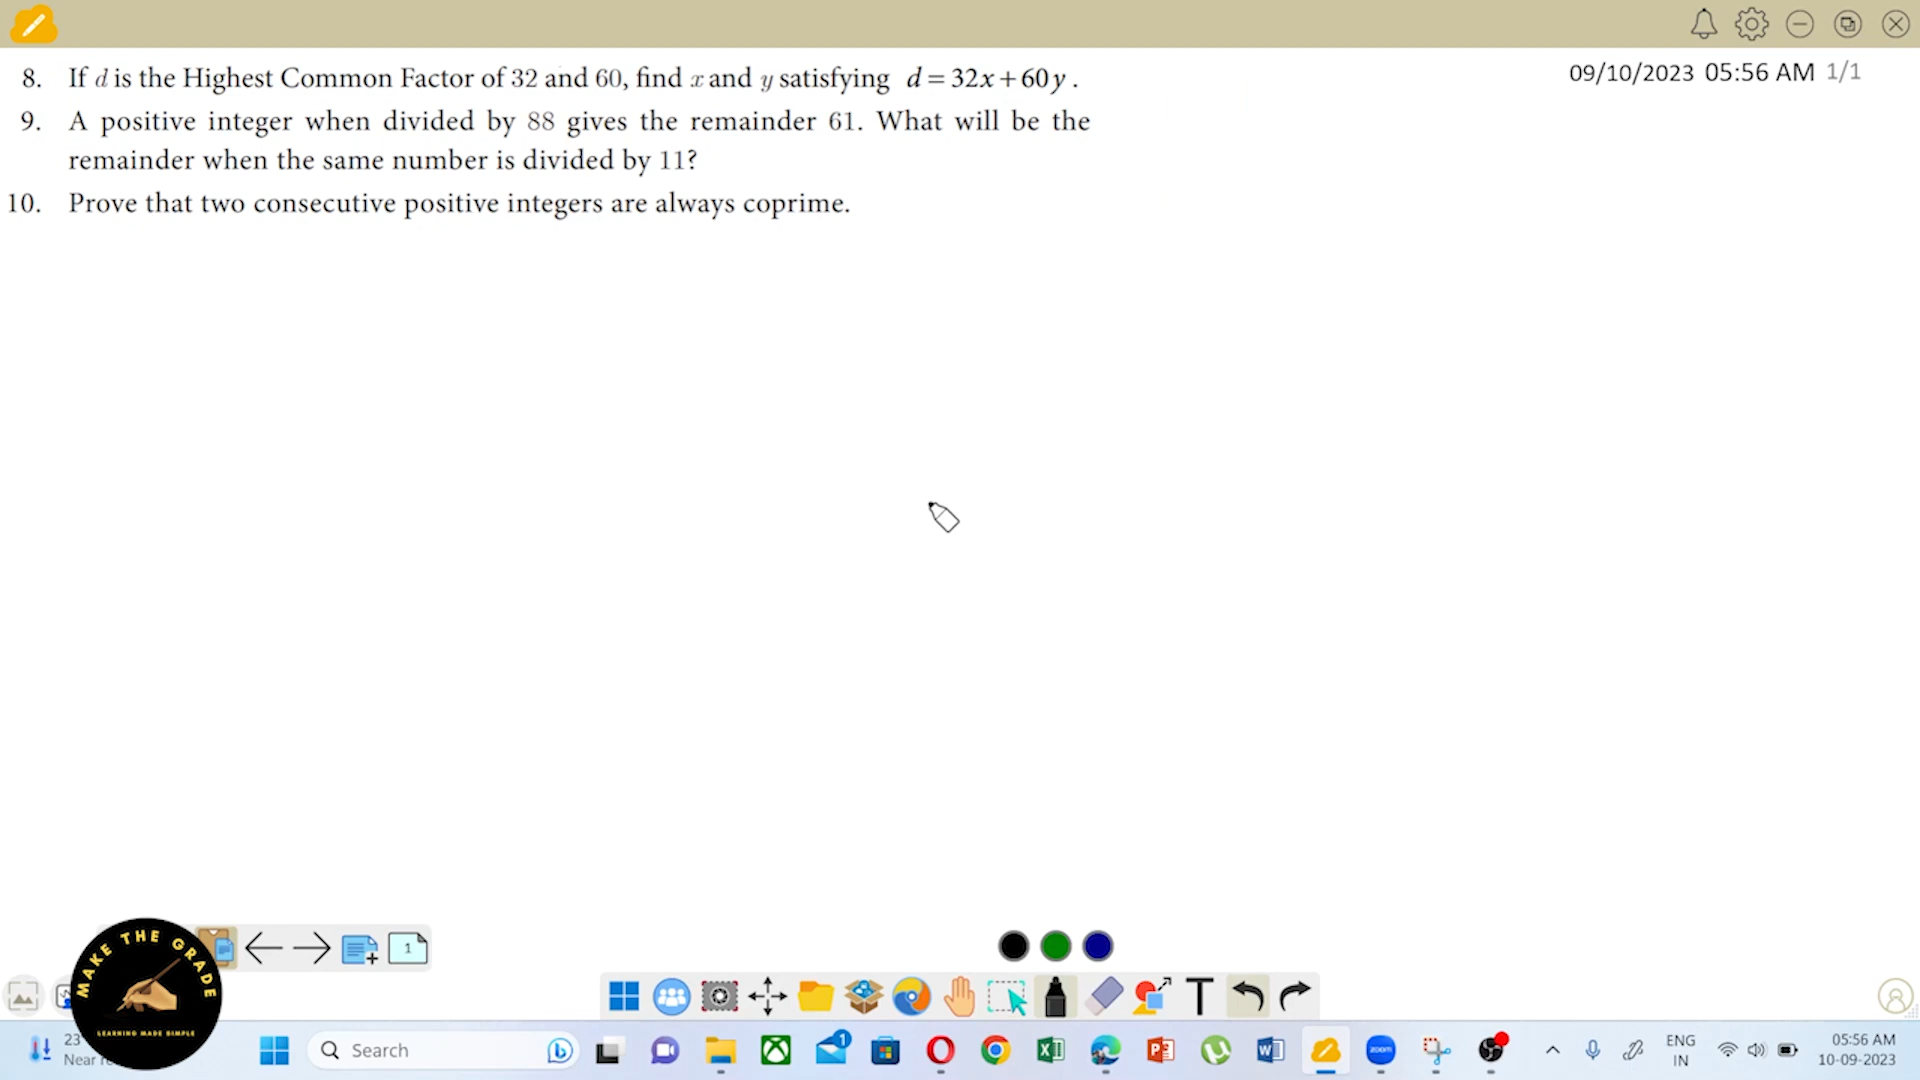 09/10/2023 05:56 AM 1/1
8. If d is the Highest Common Factor of 32 and 60, find x and y satisfying d = 32x + 60y .
9. A positive integer when divided by 88 gives the remainder 61. What will be the
remainder when the same number is divided by 11?
10. Prove that two consecutive positive integers are always coprime.
1
MAKE THE GRADE
LEARNING MADE SIMPLE
T
23°
Near
Search
1
zoom
ENG
IN
05:56 AM
10-09-2023